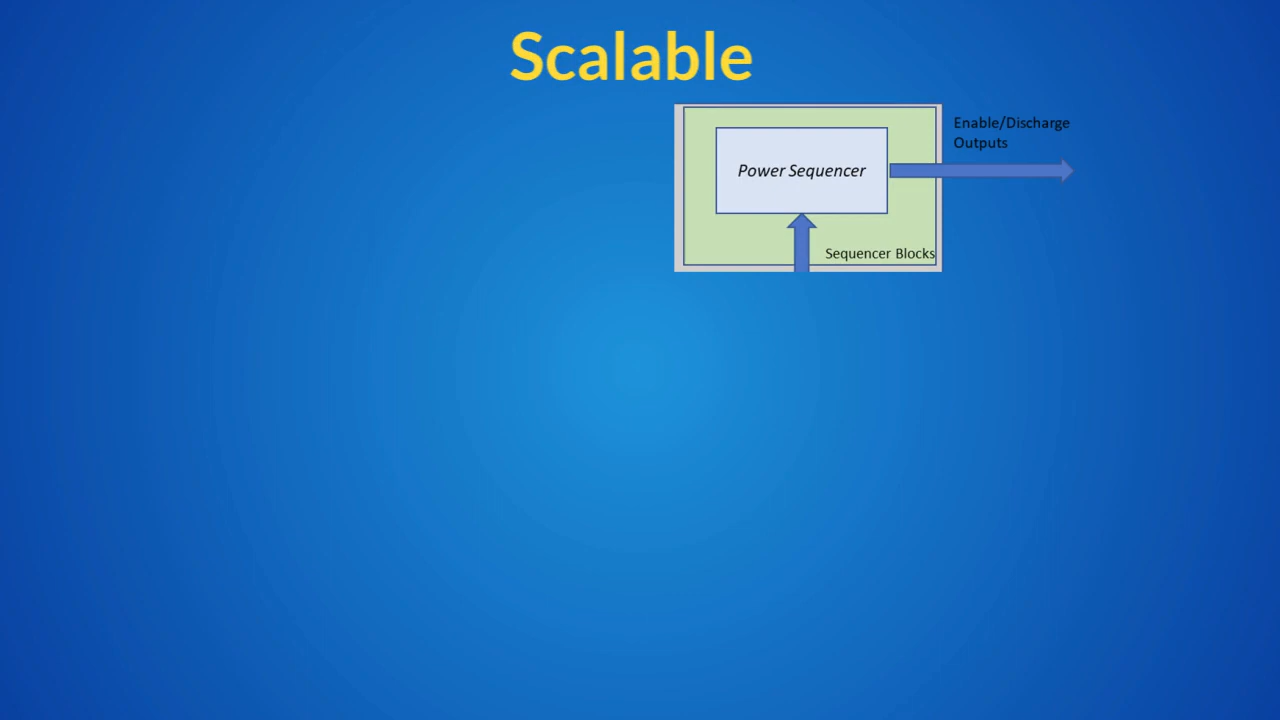 Scalable
Enable/Discharge
Outputs
Power Sequencer
Sequencer Blocks